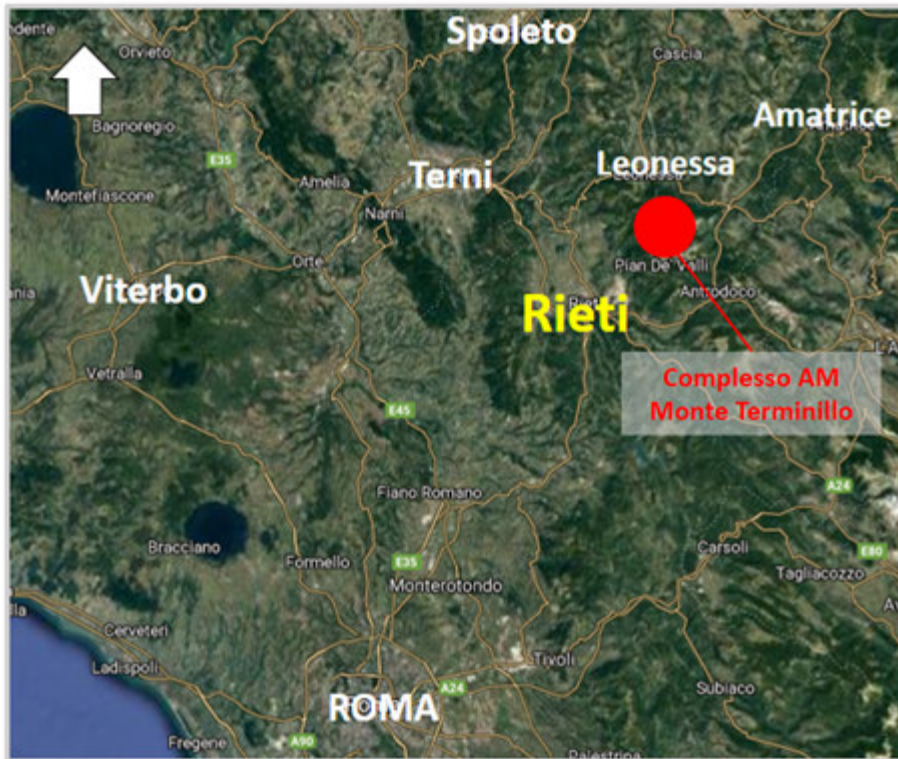 Spoleto
Orvieto
Cascia
Amatrice
Bagnoregio
E35
Leonessa
Leonessa
Terni
Amelia
Montefiascone
Narni
Orte
Pian De' Valli
Viterbo
Antrodoco
Rieti
Vetralla
Complesso AM
Monte Terminillo
E45
Fiano Romano
A24
Bracciano
Formello
E35
Carsoli
E80
Monterotondo
Tagliacozzo
Cerveteri
Ladispoli
Tivoli
A24
Subiaco
ROMA
Fregene
A90
Palestrina